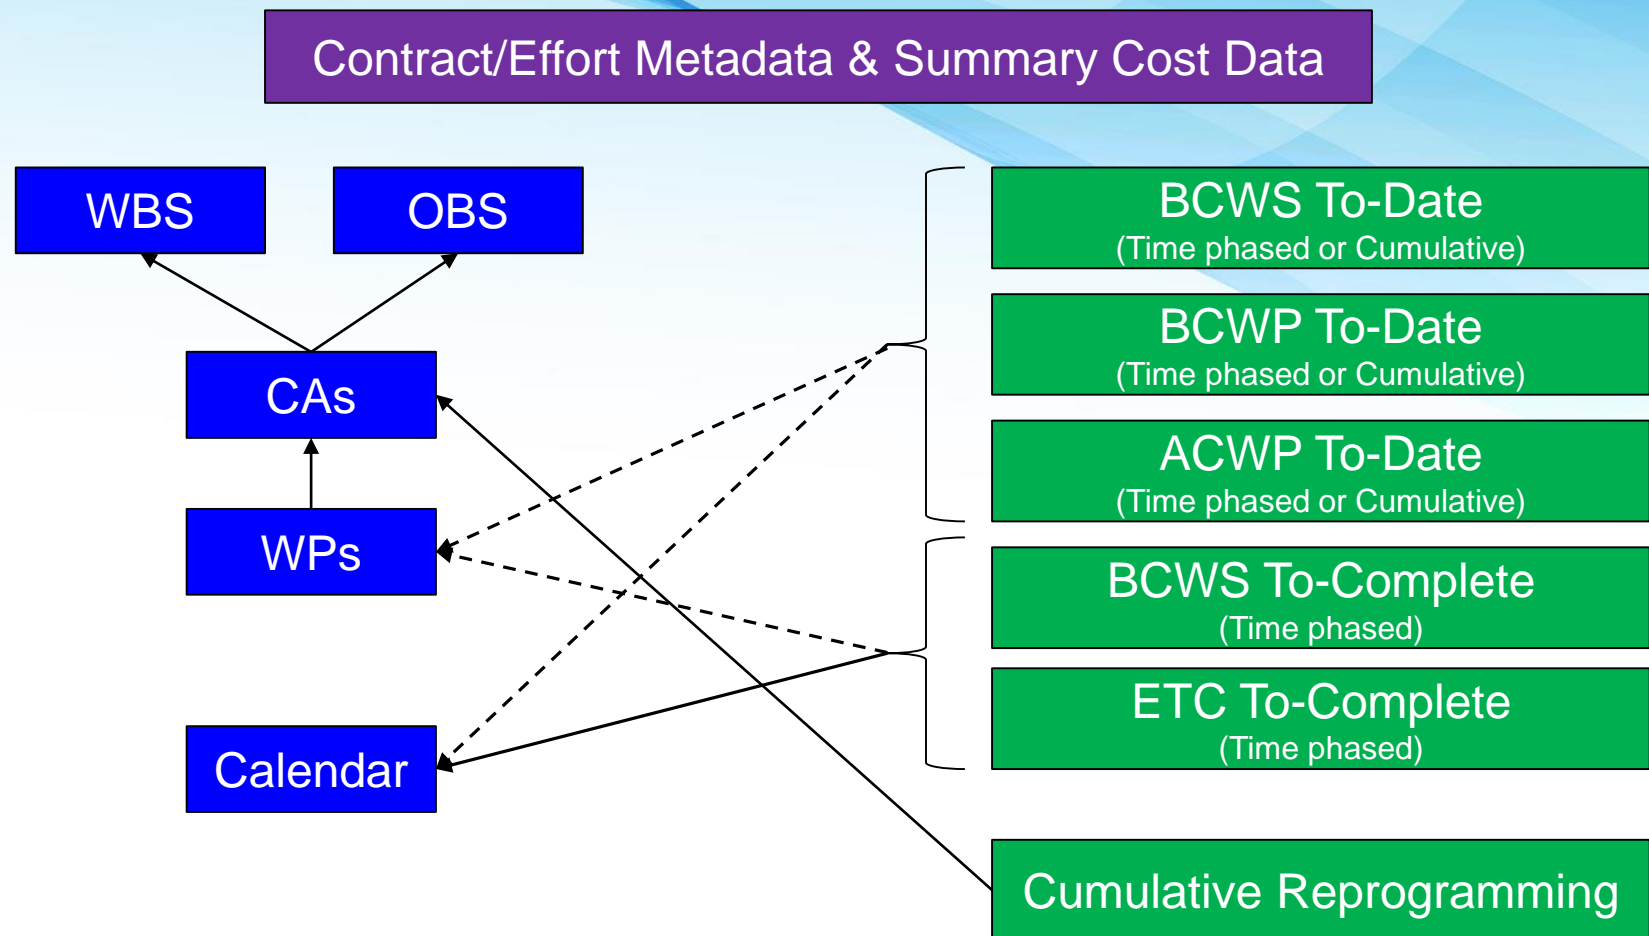 Contract/Effort Metadata & Summary Cost Data
WBS
OBS
CAs
WPs
Calendar
BCWS To-Date
(Time phased or Cumulative)
BCWP To-Date
(Time phased or Cumulative)
ACWP To-Date
(Time phased or Cumulative)
BCWS To-Complete
(Time phased)
ETC To-Complete
(Time phased)
Cumulative Reprogramming